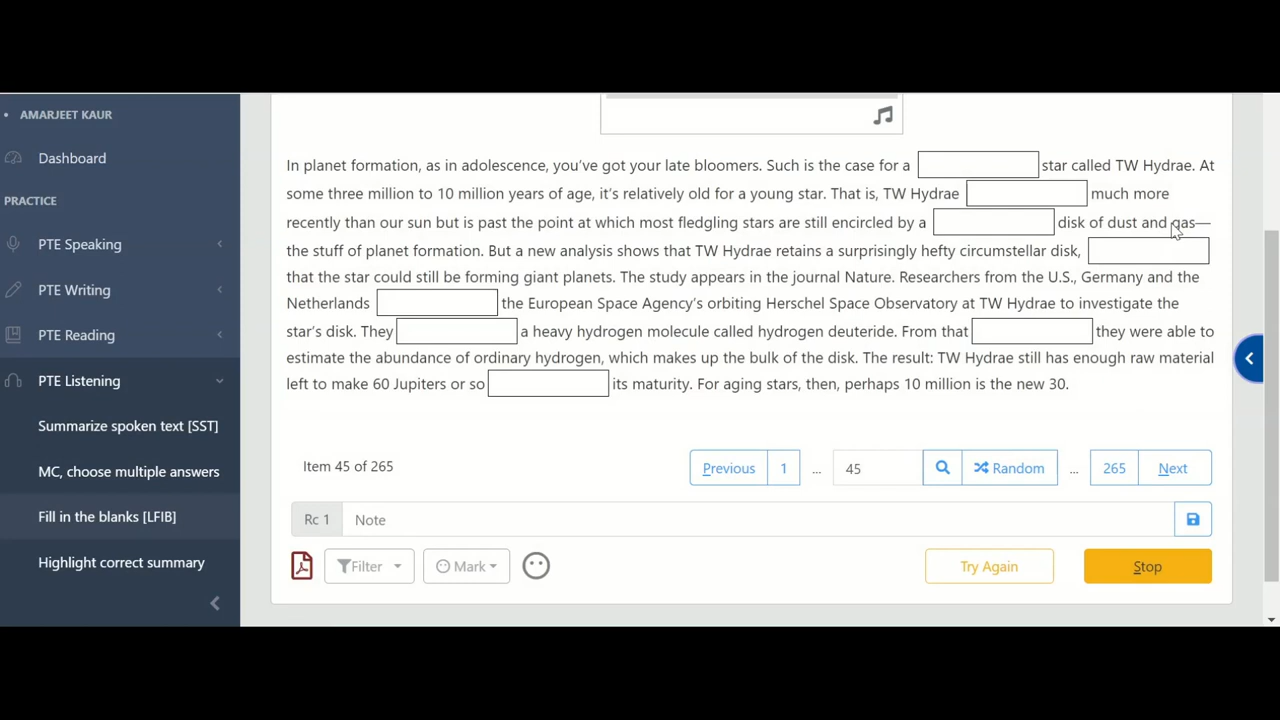 AMARJEET KAUR
Dashboard
PRACTICE
PTE Speaking
PTE Writing
PTE Reading
PTE Listening
Summarize spoken text [SST]
MC, choose multiple answers
Fill in the blanks [LFIB]
Highlight correct summary
In planet formation, as in adolescence, you've got your late bloomers. Such is the case for a star called TW Hydrae. At
some three million to 10 million years of age, it's relatively old for a young star. That is, TW Hydrae much more
recently than our sun but is past the point at which most fledgling stars are still encircled by a disk of dust and gas—
the stuff of planet formation. But a new analysis shows that TW Hydrae retains a surprisingly hefty circumstellar disk,
that the star could still be forming giant planets. The study appears in the journal Nature. Researchers from the U.S., Germany and the
Netherlands the European Space Agency's orbiting Herschel Space Observatory at TW Hydrae to investigate the
star's disk. They a heavy hydrogen molecule called hydrogen deuteride. From that they were able to
estimate the abundance of ordinary hydrogen, which makes up the bulk of the disk. The result: TW Hydrae still has enough raw material
left to make 60 Jupiters or so its maturity. For aging stars, then, perhaps 10 million is the new 30.
Item 45 of 265 Previous 1 ... 45 Random ... 265 Next
Rc 1 Note
Filter Mark Try Again Stop